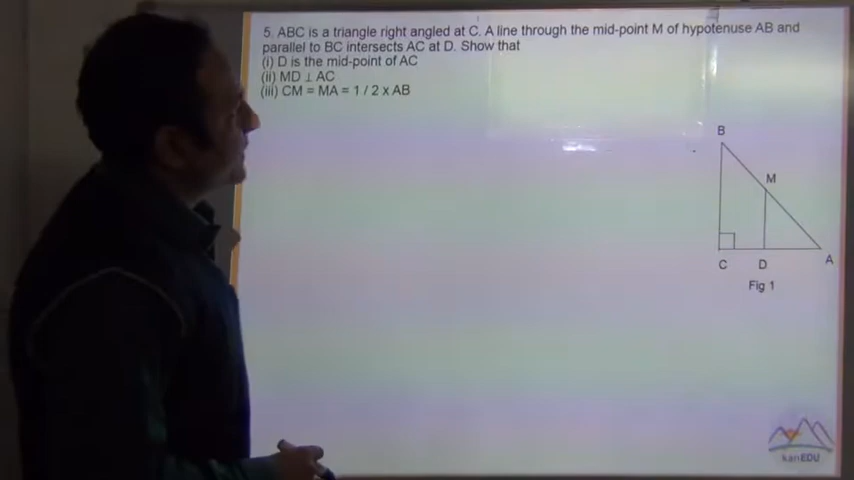 5. ABC is a triangle right angled at C. A line through the mid-point M of hypotenuse AB and
parallel to BC intersects AC at D. Show that
(i) D is the mid-point of AC
(ii) MD ⊥ AC
(iii) CM = MA = 1 / 2 x AB
B
M
C D A
Fig 1
kanEDU